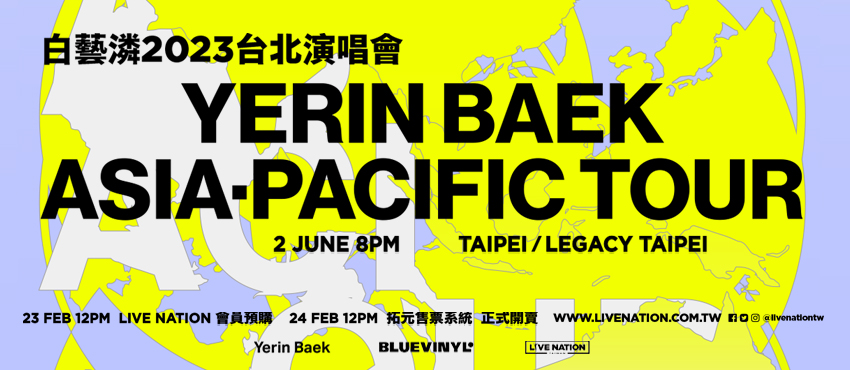 白藝潾2023台北演唱會
YERIN BAEK
ASIA-PACIFIC TOUR
2 JUNE 8PM TAIPEI / LEGACY TAIPEI
23 FEB 12PM LIVE NATION 會員預購 24 FEB 12PM 拓元售票系統 正式開賣 WWW.LIVENATION.COM.TW @livenationtw
Yerin Baek BLUEVINYL LIVE NATION